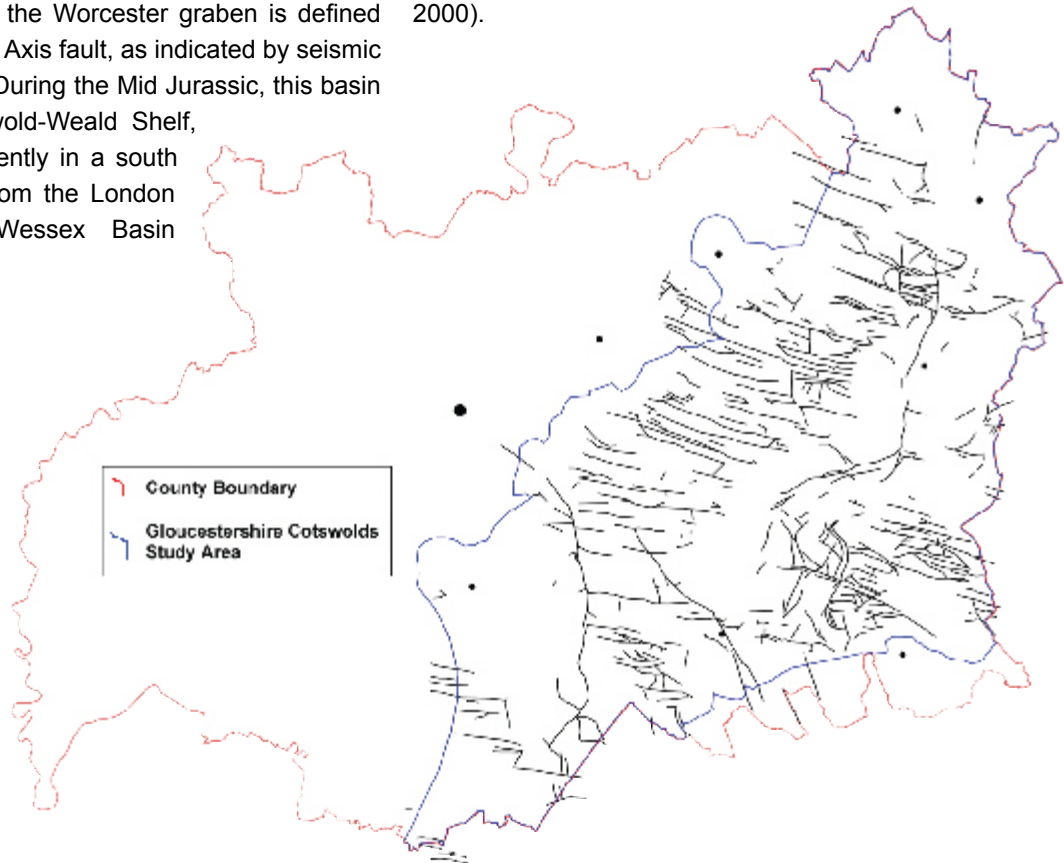 the Worcester graben is defined
Axis fault, as indicated by seismic
During the Mid Jurassic, this basin
wold-Weald Shelf,
ently in a south
om the London
Wessex Basin
2000).
County Boundary
Gloucestershire Cotswolds
Study Area